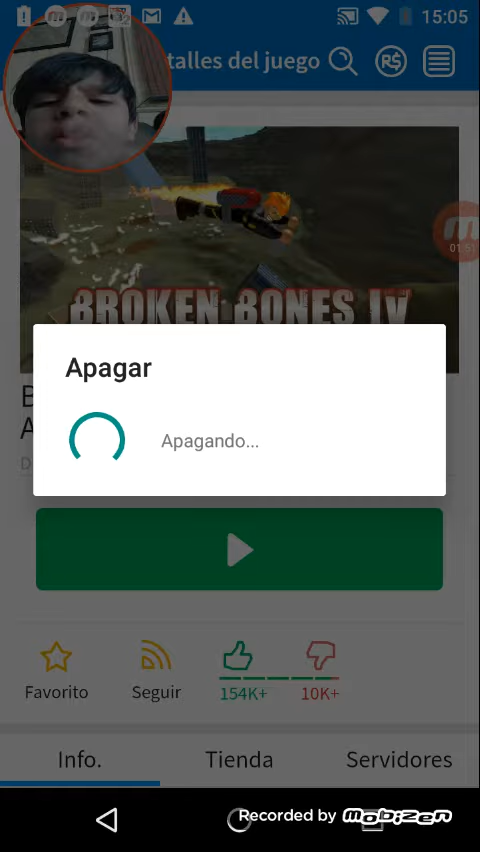 15:05
talles del juego
R$
01:51
BROKEN BONES IV
B
A
D
Apagar
Apagando...
Favorito
Seguir
154K+
10K+
Info.
Tienda
Servidores
Recorded by Mobizen